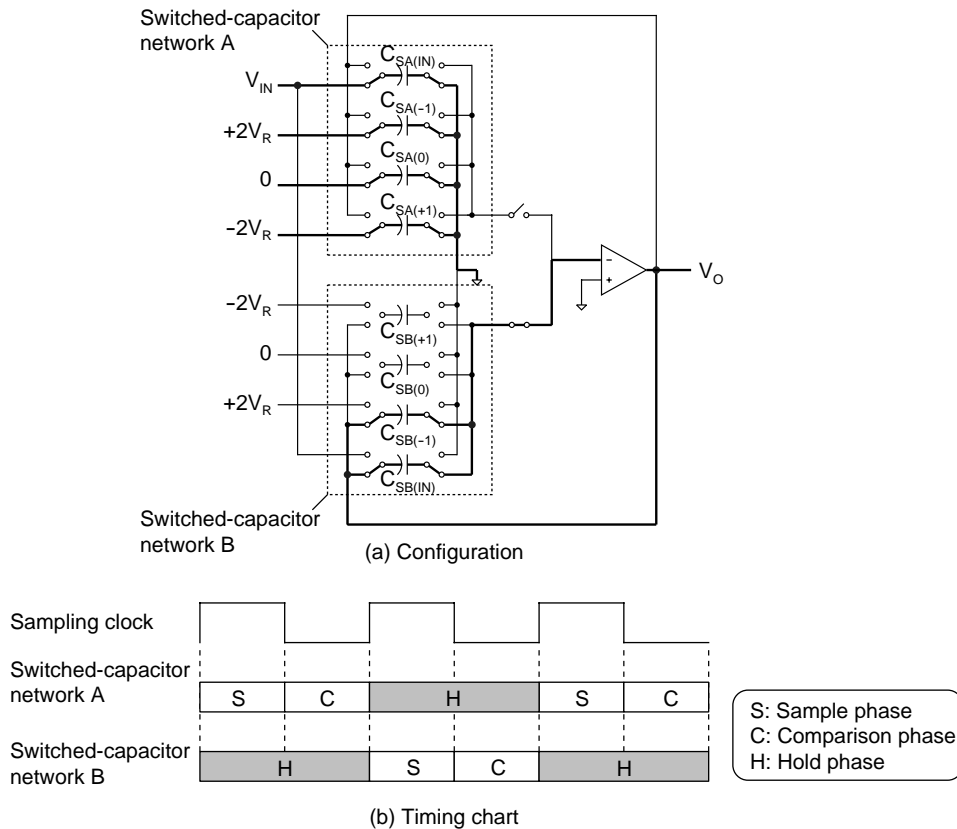 Switched-capacitor
network A
C_SA(IN)
V_IN
C_SA(-1)
+2V_R
C_SA(0)
0
C_SA(+1)
-2V_R
-
+
V_O
-2V_R
C_SB(+1)
0
C_SB(0)
+2V_R
C_SB(-1)
C_SB(IN)
Switched-capacitor
network B
(a) Configuration
Sampling clock
Switched-capacitor
network A
S C H S C
Switched-capacitor
network B
H S C H
S: Sample phase
C: Comparison phase
H: Hold phase
(b) Timing chart